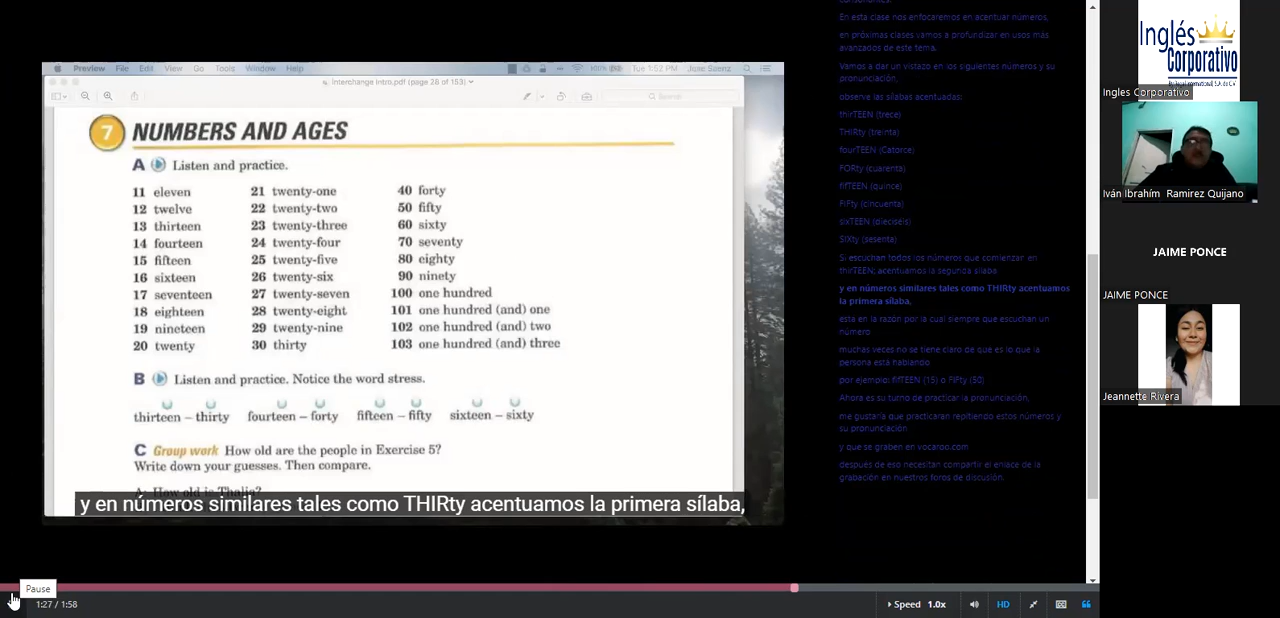 Preview File Edit View Go Tools Window Help
Tue 1:52 PM
Interchange Intro.pdf (page 28 of 153)
Search
7 NUMBERS AND AGES
A Listen and practice.
11 eleven 21 twenty-one 40 forty
12 twelve 22 twenty-two 50 fifty
13 thirteen 23 twenty-three 60 sixty
14 fourteen 24 twenty-four 70 seventy
15 fifteen 25 twenty-five 80 eighty
16 sixteen 26 twenty-six 90 ninety
17 seventeen 27 twenty-seven 100 one hundred
18 eighteen 28 twenty-eight 101 one hundred (and) one
19 nineteen 29 twenty-nine 102 one hundred (and) two
20 twenty 30 thirty 103 one hundred (and) three
B Listen and practice. Notice the word stress.
thirteen – thirty fourteen – forty fifteen – fifty sixteen – sixty
C Group work How old are the people in Exercise 5?
Write down your guesses. Then compare.
A: How old is Thalia?
y en números similares tales como THIRty acentuamos la primera sílaba,
Pause
1:27 / 1:58
Speed 1.0x
HD
consonantes.
En esta clase nos enfocaremos en acentuar números,
en próximas clases vamos a profundizar en usos más
avanzados de este tema.
Vamos a dar un vistazo en los siguientes números y su
pronunciación,
observe las sílabas acentuadas:
thirTEEN (trece)
THIRty (treinta)
fourTEEN (Catorce)
FORty (cuarenta)
fifTEEN (quince)
FIFty (cincuenta)
sixTEEN (dieciséis)
SIXty (sesenta)
Si escuchan todos los números que comienzan en
thirTEEN; acentuamos la segunda sílaba
y en números similares tales como THIRty acentuamos
la primera sílaba,
esta en la razón por la cual siempre que escuchan un
número
muchas veces no se tiene claro de qué es lo que la
persona está hablando
por ejemplo: fifTEEN (15) o FIFty (50)
Ahora es su turno de practicar la pronunciación,
me gustaría que practicaran repitiendo estos números y
su pronunciación
y que se graben en vocaroo.com
después de eso necesitan compartir el enlace de la
grabación en nuestros foros de discusión.
Inglés
Corporativo
Ingles Corporativo
Iván Ibrahím Ramirez Quijano
JAIME PONCE
JAIME PONCE
Jeannette Rivera